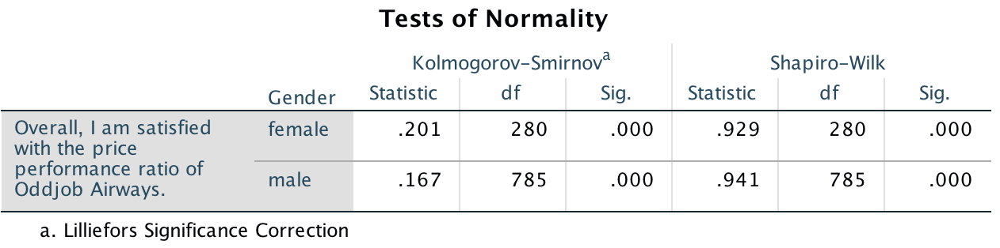 Tests of Normality
Kolmogorov–Smirnovᵃ Shapiro–Wilk
Gender Statistic df Sig. Statistic df Sig.
Overall, I am satisfied with the price performance ratio of Oddjob Airways. female .201 280 .000 .929 280 .000
male .167 785 .000 .941 785 .000
a. Lilliefors Significance Correction